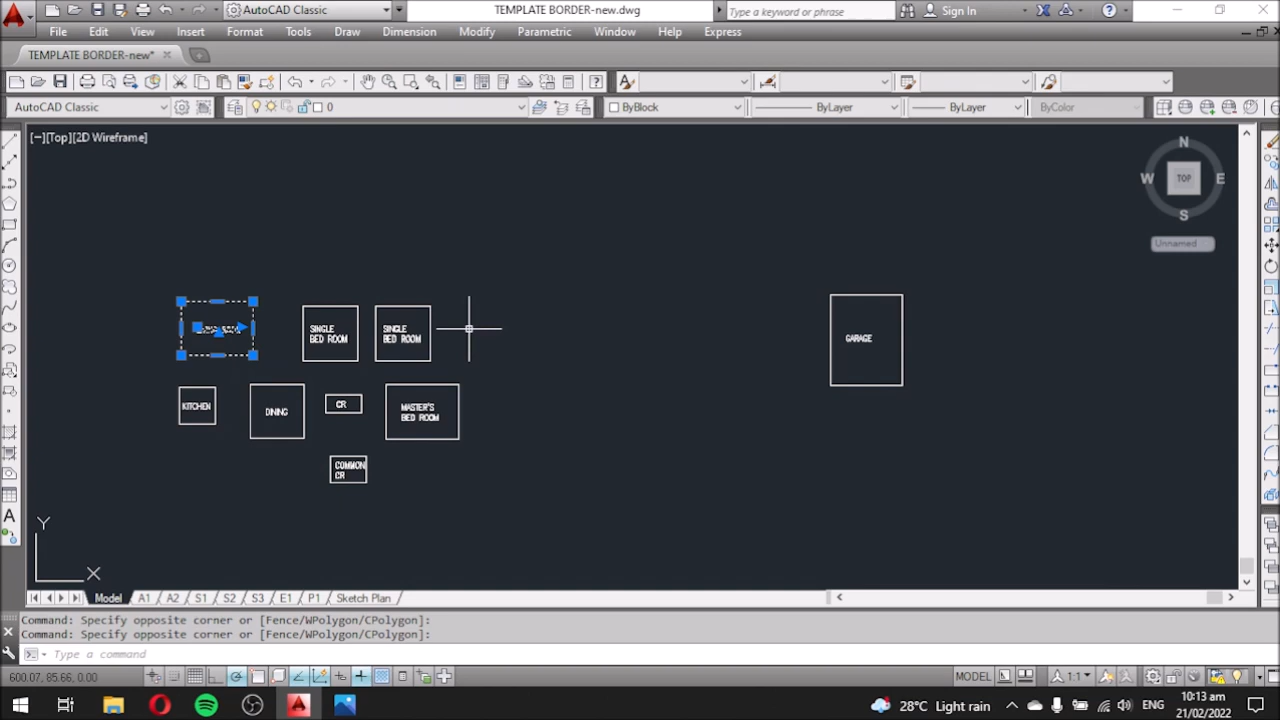 AutoCAD Classic
TEMPLATE BORDER-new.dwg
Type a keyword or phrase
Sign In
File Edit View Insert Format Tools Draw Dimension Modify Parametric Window Help Express
TEMPLATE BORDER-new*
AutoCAD Classic
0
ByBlock
ByLayer
ByLayer
ByColor
[−][Top][2D Wireframe]
N
W TOP E
S
Unnamed
SINGLE
BED ROOM
SINGLE
BED ROOM
GARAGE
KITCHEN
DINING
CR
MASTER'S
BED ROOM
COMMON
CR
Y
X
Model A1 A2 S1 S2 S3 E1 P1 Sketch Plan
Command: Specify opposite corner or [Fence/WPolygon/CPolygon]:
Command: Specify opposite corner or [Fence/WPolygon/CPolygon]:
Type a command
600.07, 85.66, 0.00
MODEL
1:1
28°C Light rain
ENG
10:13 am
21/02/2022